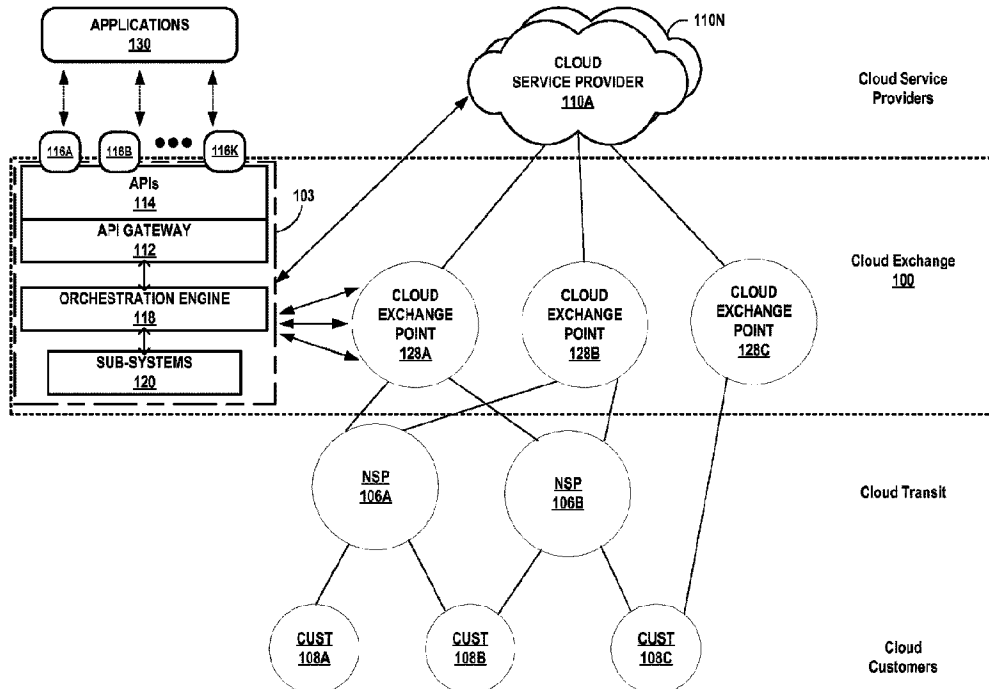 APPLICATIONS
130
110N
CLOUD
SERVICE PROVIDER
110A
Cloud Service
Providers
116A
116B
116K
APIs
114
103
API GATEWAY
112
ORCHESTRATION ENGINE
118
SUB-SYSTEMS
120
CLOUD
EXCHANGE
POINT
128A
CLOUD
EXCHANGE
POINT
128B
CLOUD
EXCHANGE
POINT
128C
Cloud Exchange
100
NSP
106A
NSP
106B
Cloud Transit
CUST
108A
CUST
108B
CUST
108C
Cloud
Customers